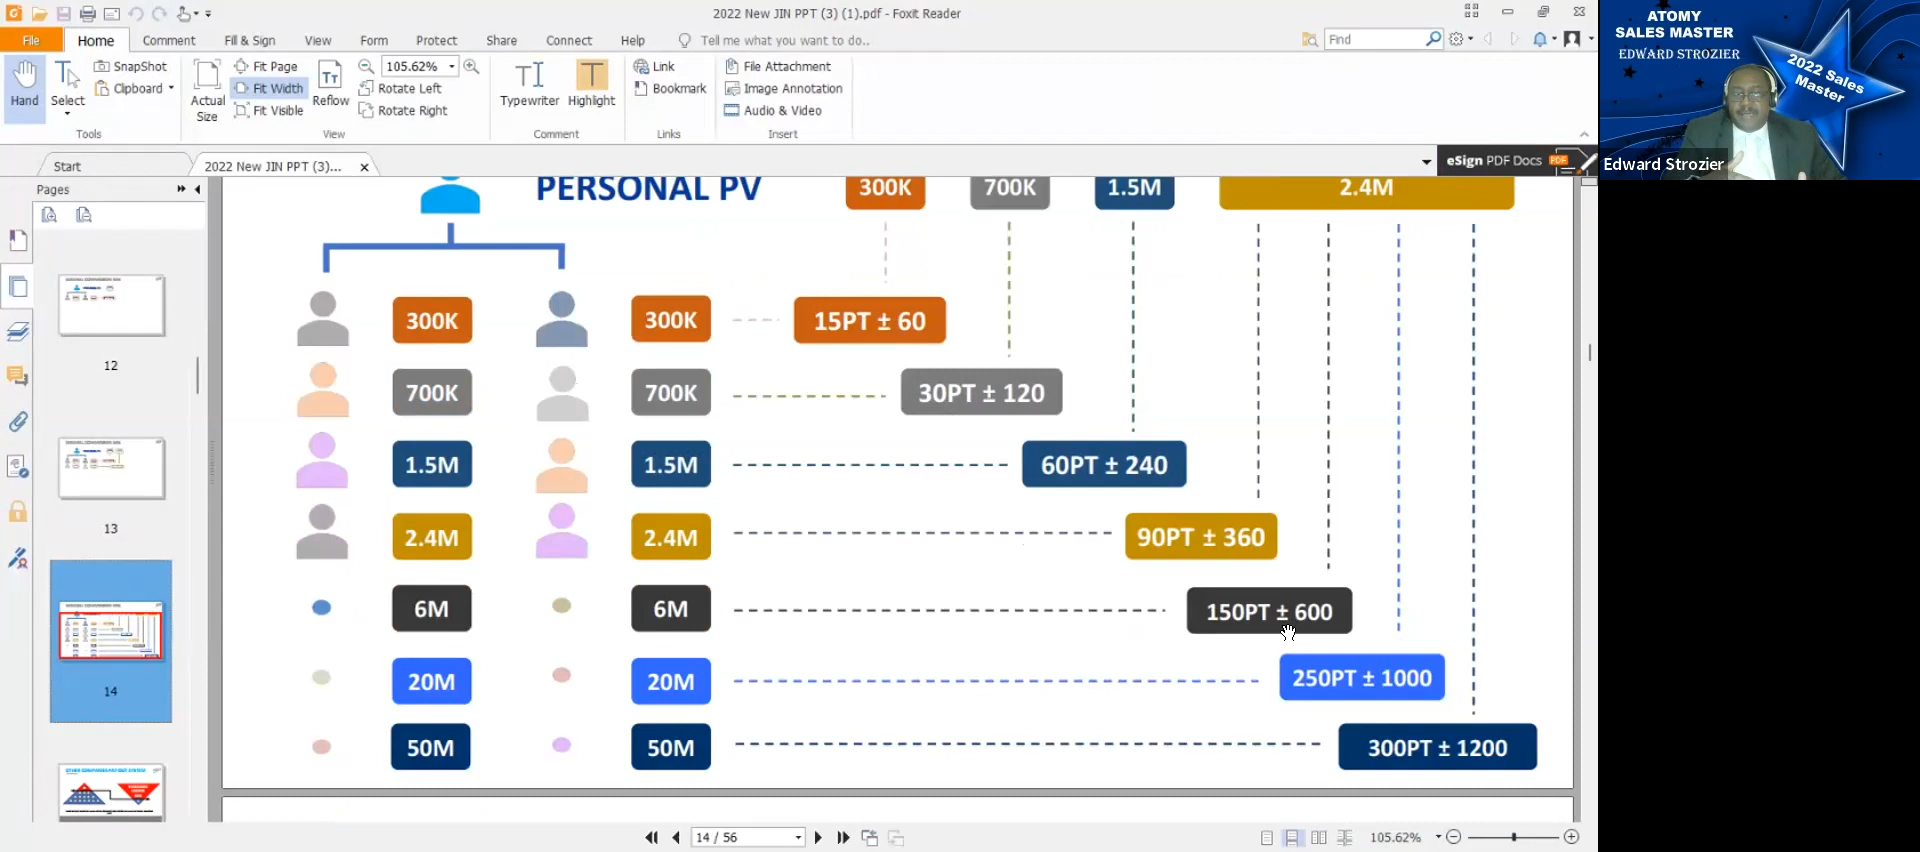 2022 New JIN PPT (3) (1).pdf - Foxit Reader
File Home Comment Fill & Sign View Form Protect Share Connect Help Tell me what you want to do.. Find
Hand
Select
SnapShot
Clipboard
Tools
Actual Size
Fit Page
Fit Width
Fit Visible
Reflow
105.62%
Rotate Left
Rotate Right
View
Typewriter
Highlight
Comment
Link
Bookmark
Links
File Attachment
Image Annotation
Audio & Video
Insert
Start
2022 New JIN PPT (3)...
eSign PDF Docs
PDF
Pages
12
13
14
PERSONAL PV 300K 700K 1.5M 2.4M
300K 300K 15PT ± 60
700K 700K 30PT ± 120
1.5M 1.5M 60PT ± 240
2.4M 2.4M 90PT ± 360
6M 6M 150PT ± 600
20M 20M 250PT ± 1000
50M 50M 300PT ± 1200
14 / 56
105.62%
ATOMY
SALES MASTER
EDWARD STROZIER
2022 Sales
Master
Edward Strozier